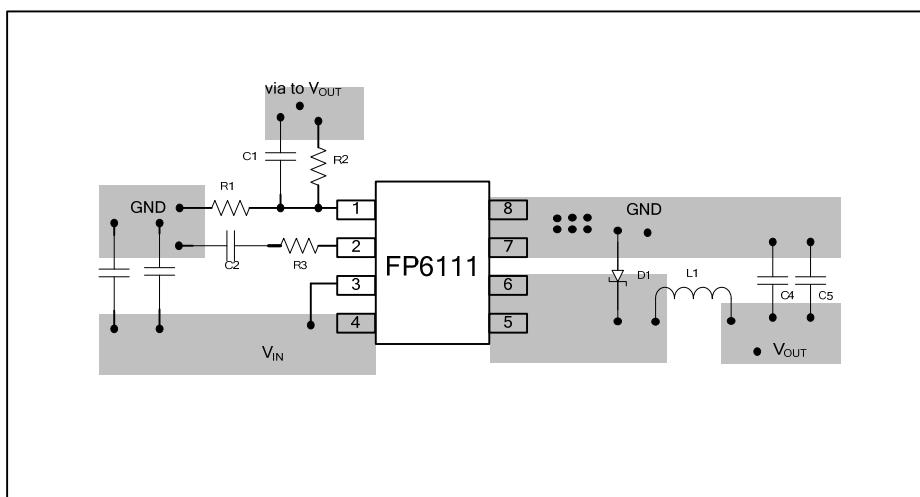 via to VOUT
C1
R2
R1
GND
1
8
GND
C2
R3
2
7
FP6111
3
6
D1
L1
C4
C5
4
5
VIN
VOUT